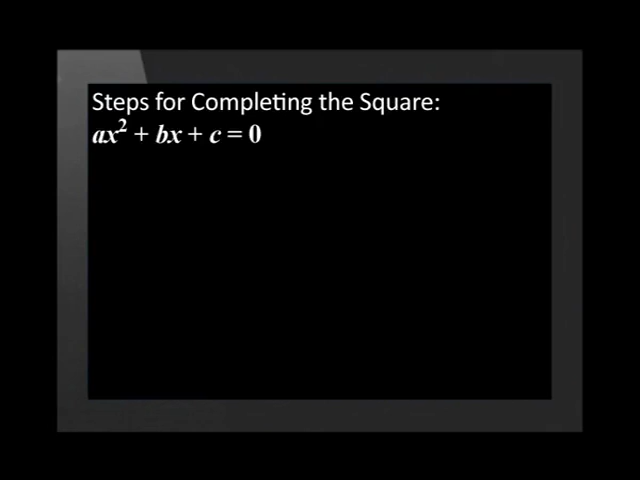 Steps for Completing the Square:
ax² + bx + c = 0